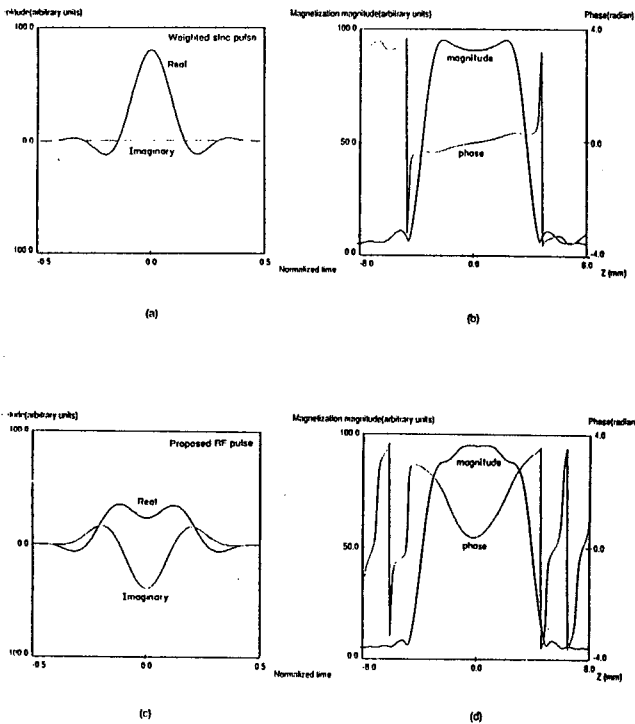 Magnetization magnitude(arbitrary units) Phase(radian
100.0 Weighted sinc pulse 100 4.0
Real magnitude
0.0 50.0 0.0
Imaginary phase
100.0 0.0 -4.0
-0.5 0.0 0.5 -8.0 0.0 8.0
Normalized time Z (mm)
(a) (b)
Magnetization magnitude(arbitrary units) Phase(radian
100.0 Proposed RF pulse 100.0 4.0
magnitude
Real
0.0 50.0 phase 0.0
Imaginary
100.0 0.0 -4.0
-0.5 0.0 0.5 -8.0 0.0 8.0
Normalized time Z (mm)
(c) (d)